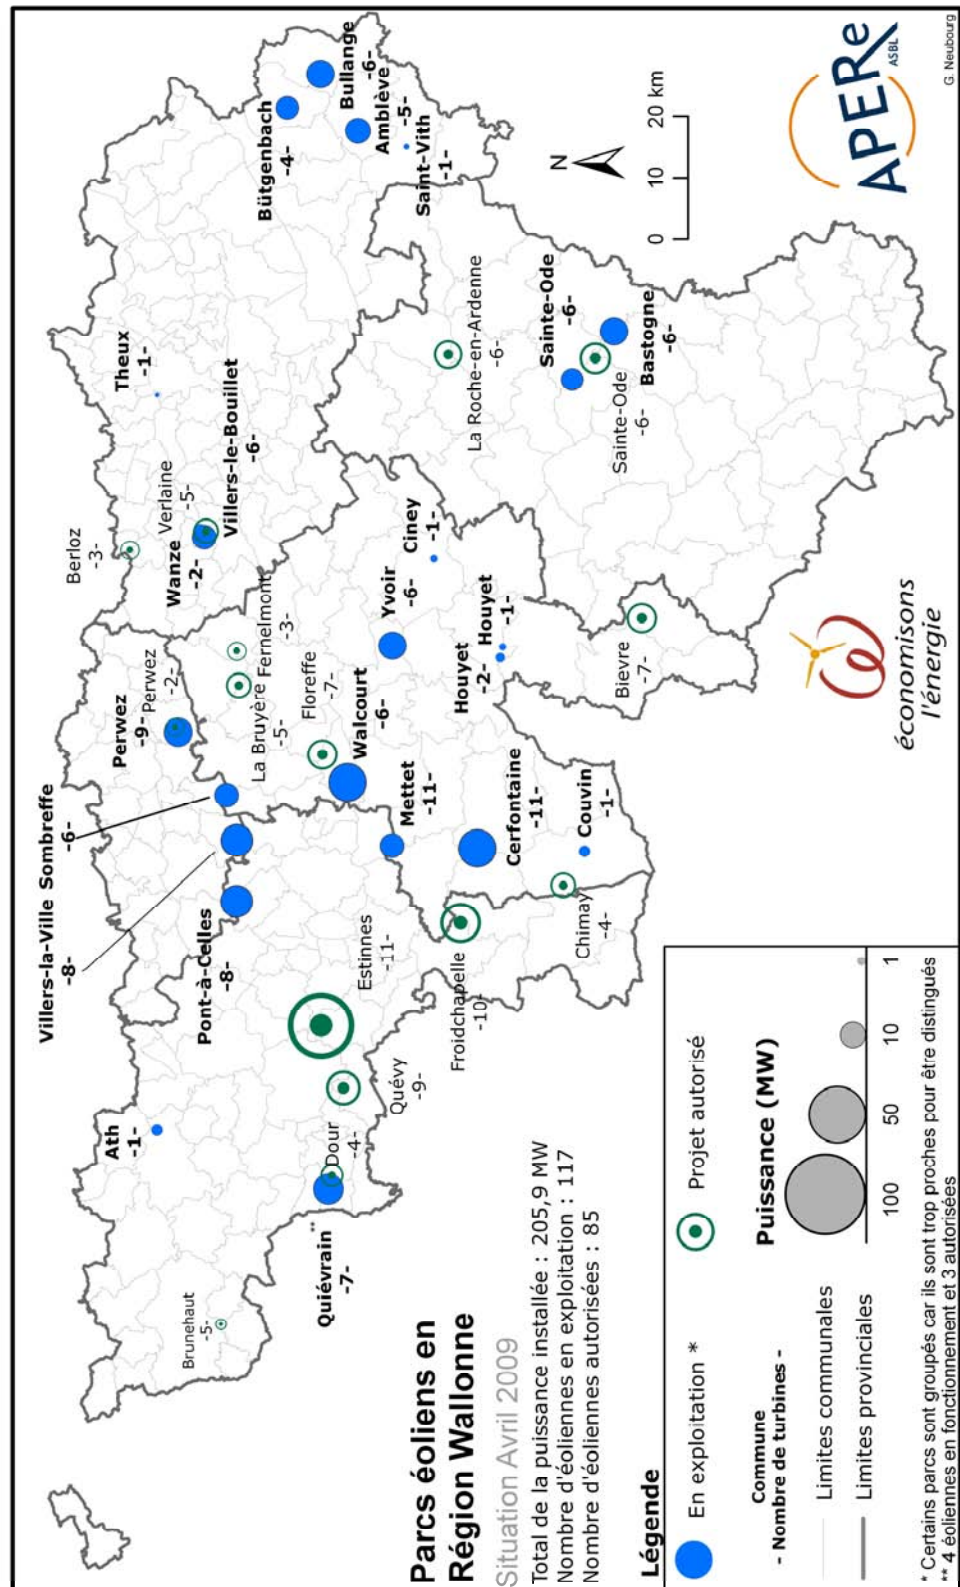 Parcs éoliens en
Région Wallonne
Situation Avril 2009
Total de la puissance installée : 205,9 MW
Nombre d'éoliennes en exploitation : 117
Nombre d'éoliennes autorisées : 85
Brunehaut
-5-
Ath
-1-
Quiévrain**
-7-
Dour
-4-
Quévy
-9-
Estinnes
-11-
Villers-la-Ville
-8-
Sombreffe
-6-
Pont-à-Celles
-8-
Froidchapelle
-10-
Chimay
-4-
Couvin
-1-
Cerfontaine
-11-
Mettet
-11-
Walcourt
-6-
Floreffe
-7-
La Bruyère
-5-
Fernelmont
-3-
Perwez
-9-
Perwez
-2-
Berloz
-3-
Wanze
-2-
Verlaine
-5-
Villers-le-Bouillet
-6-
Theux
-1-
Yvoir
-6-
Ciney
-1-
Houyet
-2-
Houyet
-1-
Bievre
-7-
La Roche-en-Ardenne
-6-
Sainte-Ode
-6-
Sainte-Ode
-6-
Bastogne
-6-
Bütgenbach
-4-
Bullange
-6-
Amblève
-5-
Saint-Vith
-1-
N
0 10 20 km
Légende
En exploitation *
Projet autorisé
Commune
- Nombre de turbines -
Limites communales
Limites provinciales
Puissance (MW)
100 50 10 1
* Certains parcs sont groupés car ils sont trop proches pour être distingués
** 4 éoliennes en fonctionnement et 3 autorisées
économisons
l'énergie
APERe
ASBL
G. Neubourg